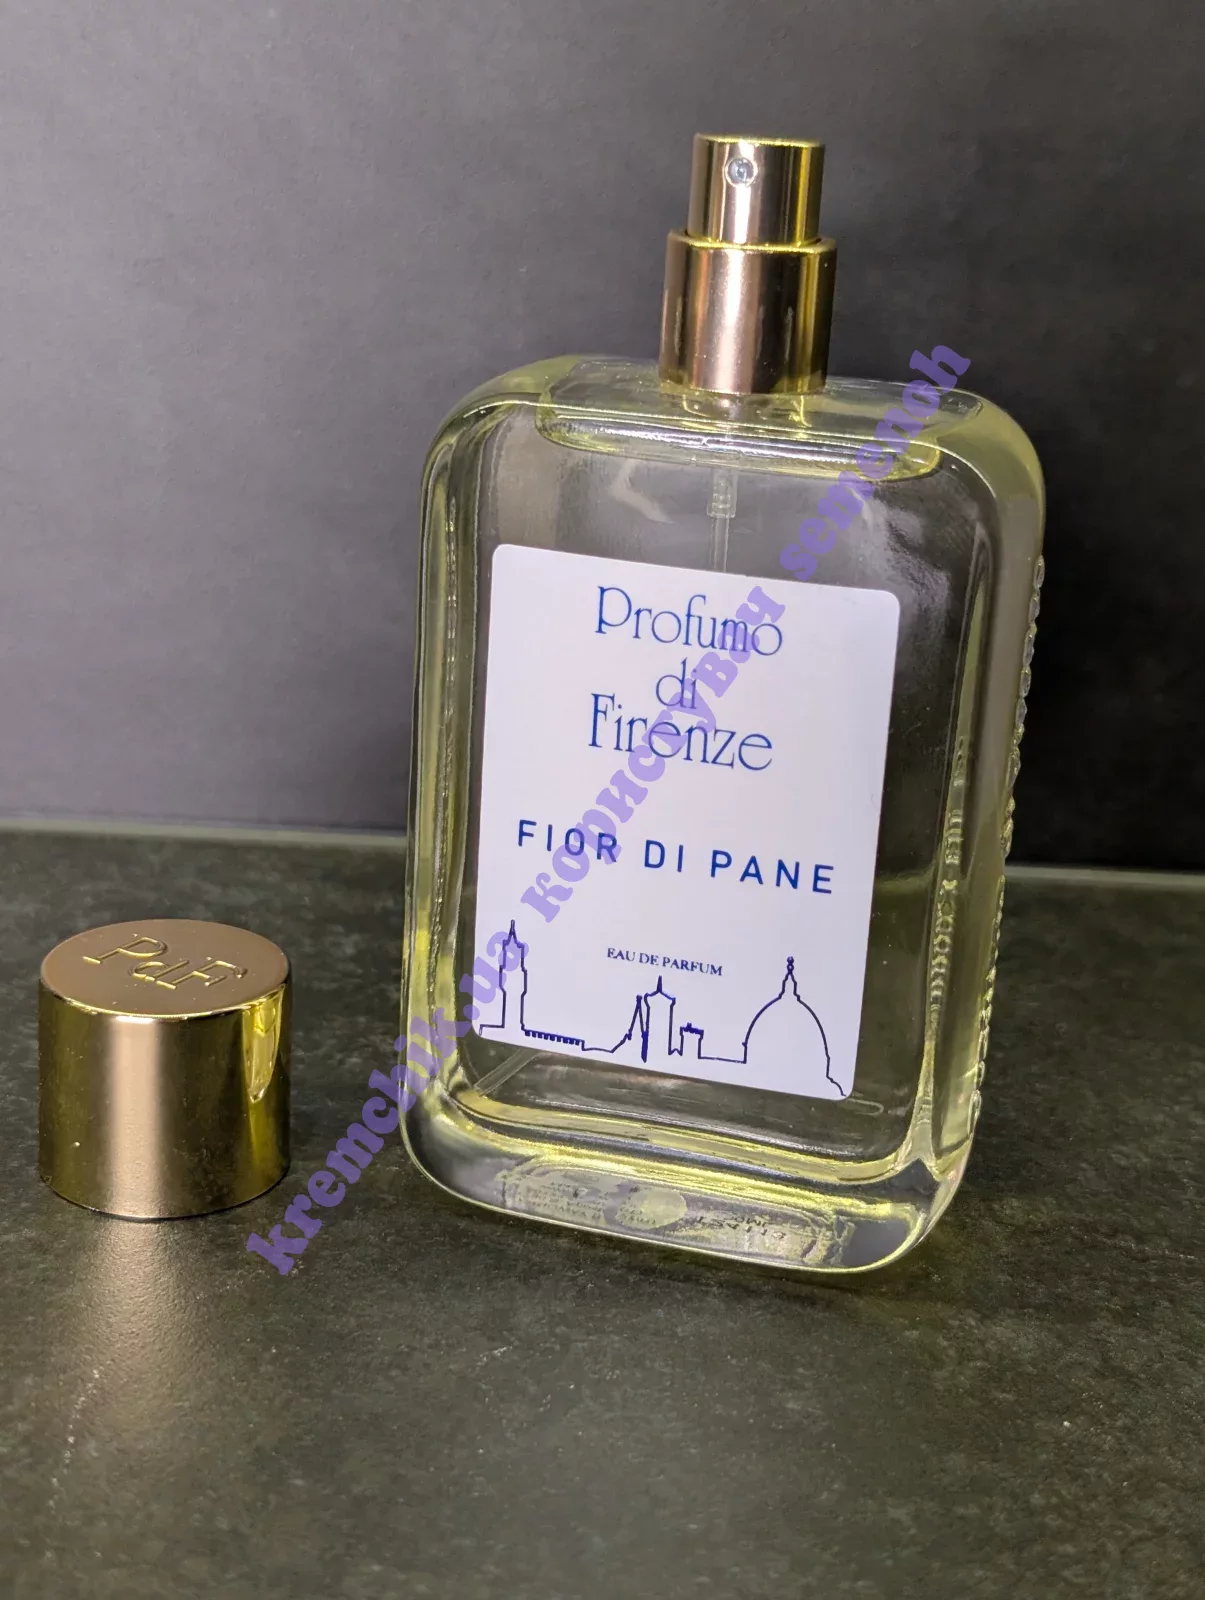 Profumo
di
Firenze
FIOR DI PANE
EAU DE PARFUM
PdF
kremchik.ua користувач semenoh